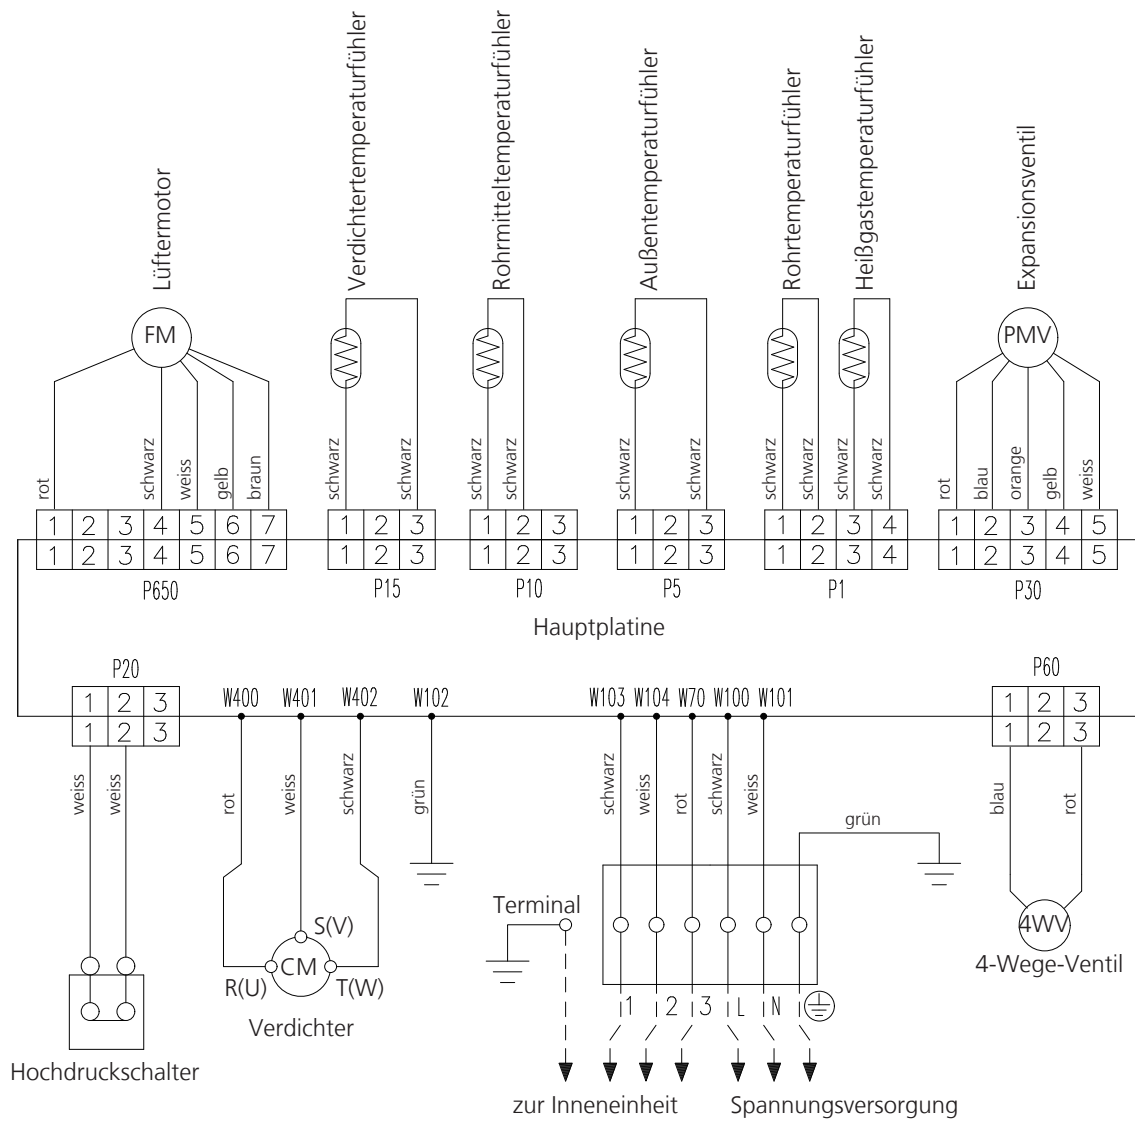 Lüftermotor
Verdichtertemperaturfühler
Rohrmitteltemperaturfühler
Außentemperaturfühler
Rohrtemperaturfühler
Heißgastemperaturfühler
Expansionsventil
FM
PMV
rot
schwarz
weiss
gelb
braun
schwarz
schwarz
schwarz
schwarz
schwarz
schwarz
schwarz
schwarz
schwarz
schwarz
rot
blau
orange
gelb
weiss
1 2 3 4 5 6 7
1 2 3 4 5 6 7
P650
1 2 3
1 2 3
P15
1 2 3
1 2 3
P10
1 2 3
1 2 3
P5
1 2 3 4
1 2 3 4
P1
1 2 3 4 5
1 2 3 4 5
P30
Hauptplatine
P20
1 2 3
1 2 3
W400
W401
W402
W102
W103
W104
W70
W100
W101
P60
1 2 3
1 2 3
weiss
weiss
rot
weiss
schwarz
grün
schwarz
weiss
rot
schwarz
weiss
grün
blau
rot
Terminal
S(V)
CM
R(U)
T(W)
Verdichter
4WV
4-Wege-Ventil
1 2 3 L N
Hochdruckschalter
zur Inneneinheit
Spannungsversorgung